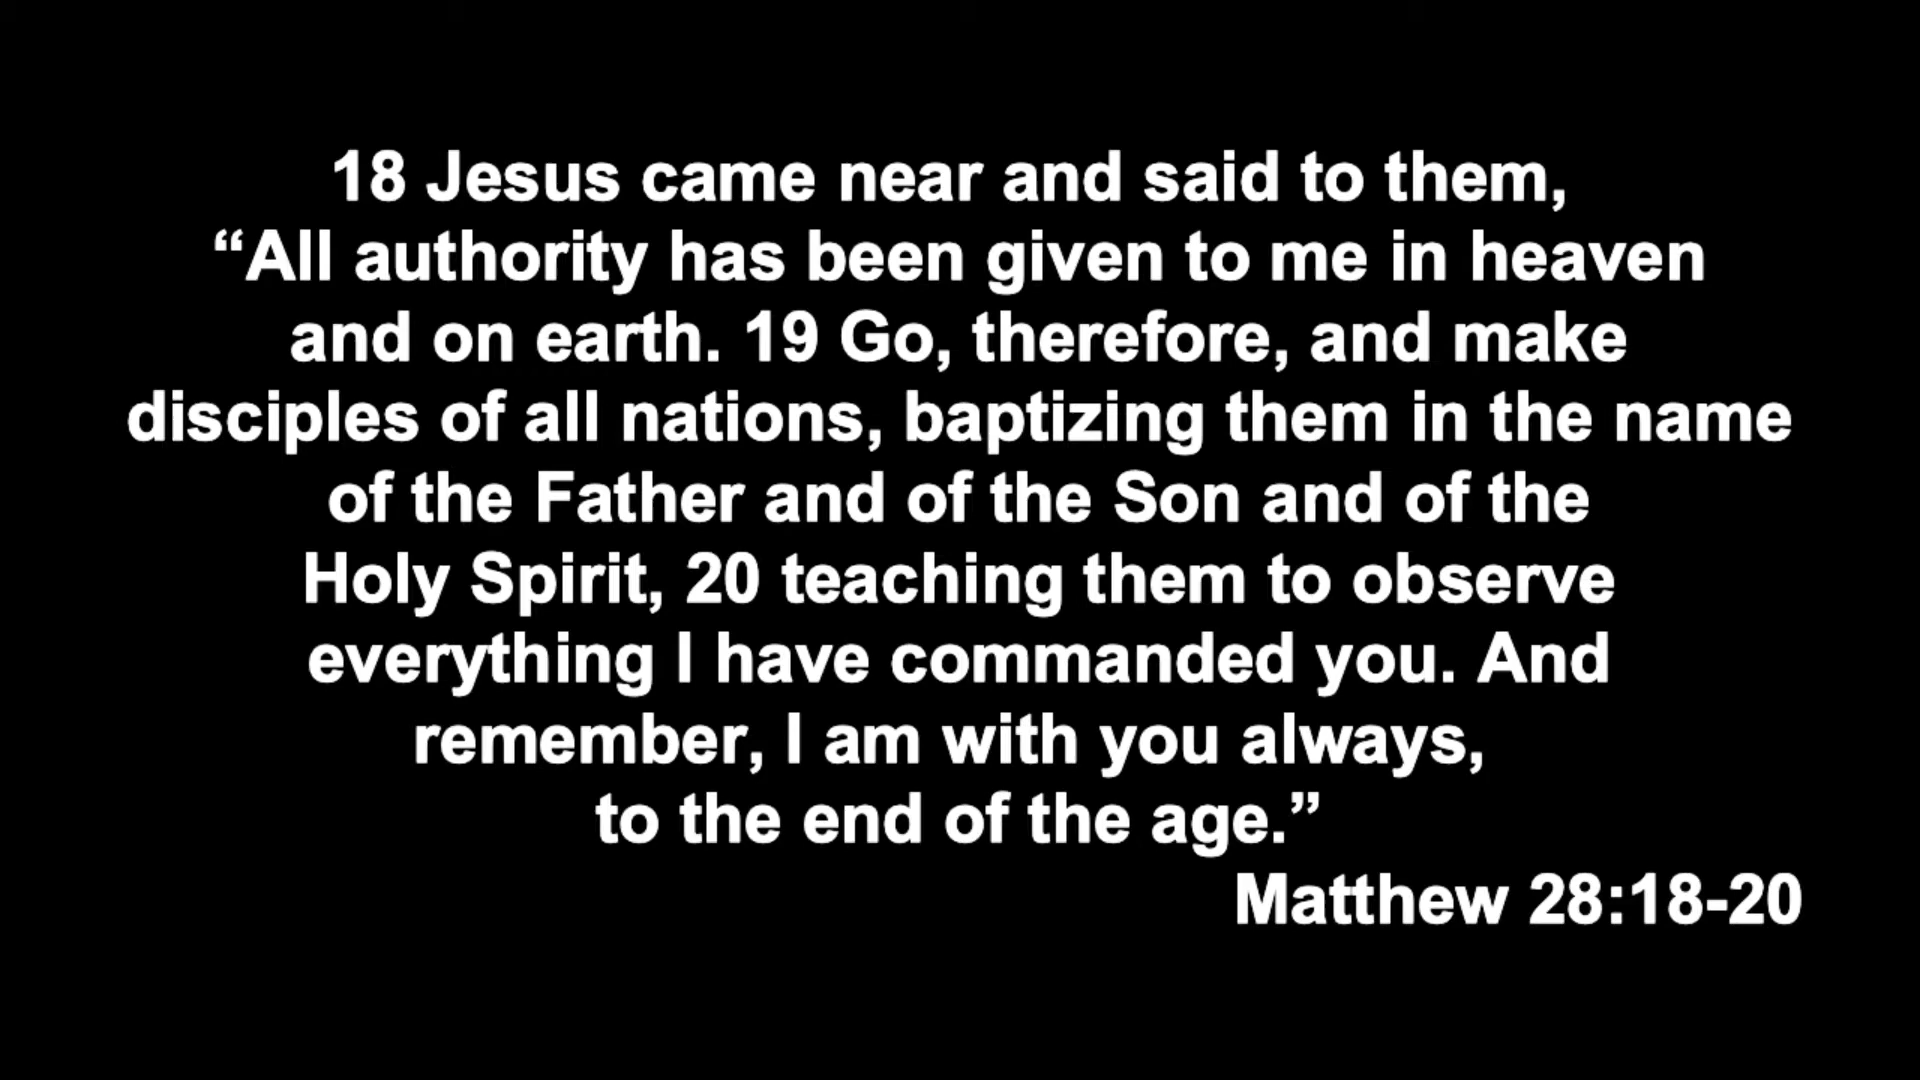 18 Jesus came near and said to them,
“All authority has been given to me in heaven
and on earth. 19 Go, therefore, and make
disciples of all nations, baptizing them in the name
of the Father and of the Son and of the
Holy Spirit, 20 teaching them to observe
everything I have commanded you. And
remember, I am with you always,
to the end of the age.”
Matthew 28:18-20